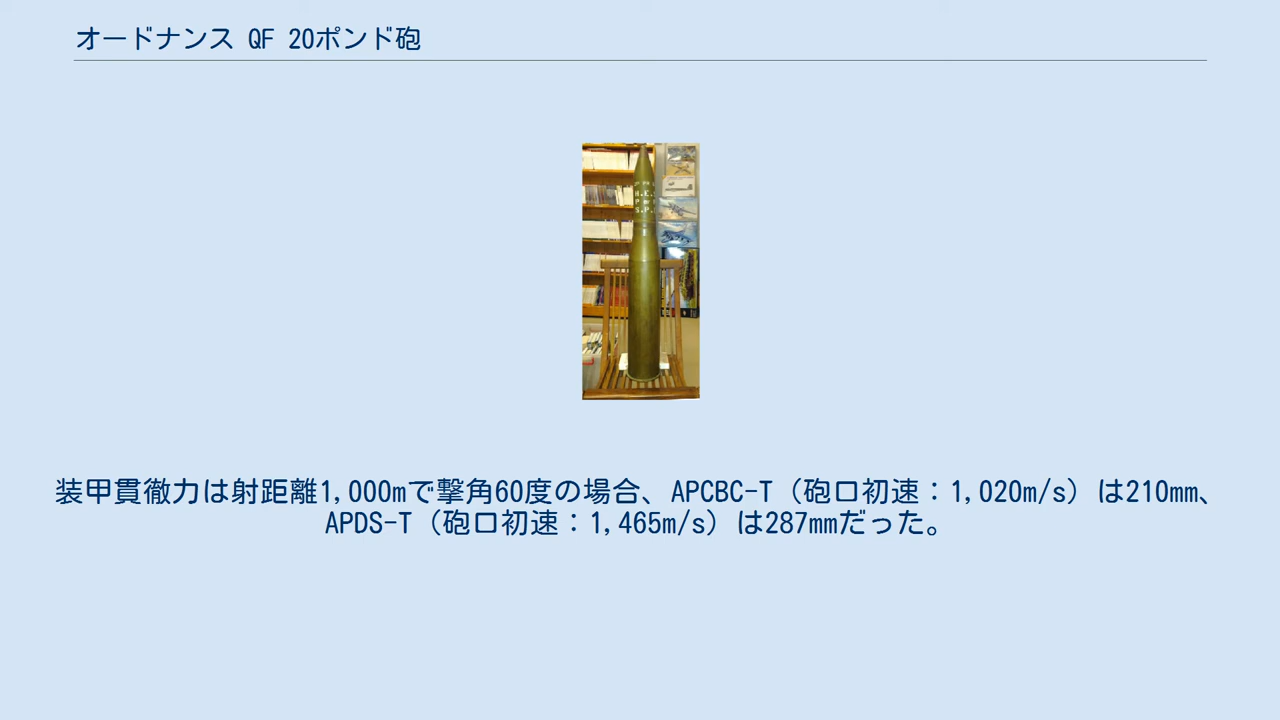 オードナンス QF 20ポンド砲
H.E.
S.P.
装甲貫徹力は射距離1,000mで撃角60度の場合、APCBC-T（砲口初速：1,020m/s）は210mm、
APDS-T（砲口初速：1,465m/s）は287mmだった。